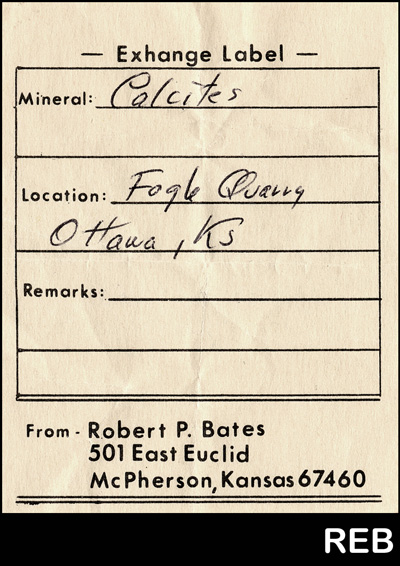 — Exhange Label —
Mineral: Calcites
Location: Fogle Quarry
Ottawa, Ks
Remarks:
From - Robert P. Bates
501 East Euclid
McPherson, Kansas 67460
REB